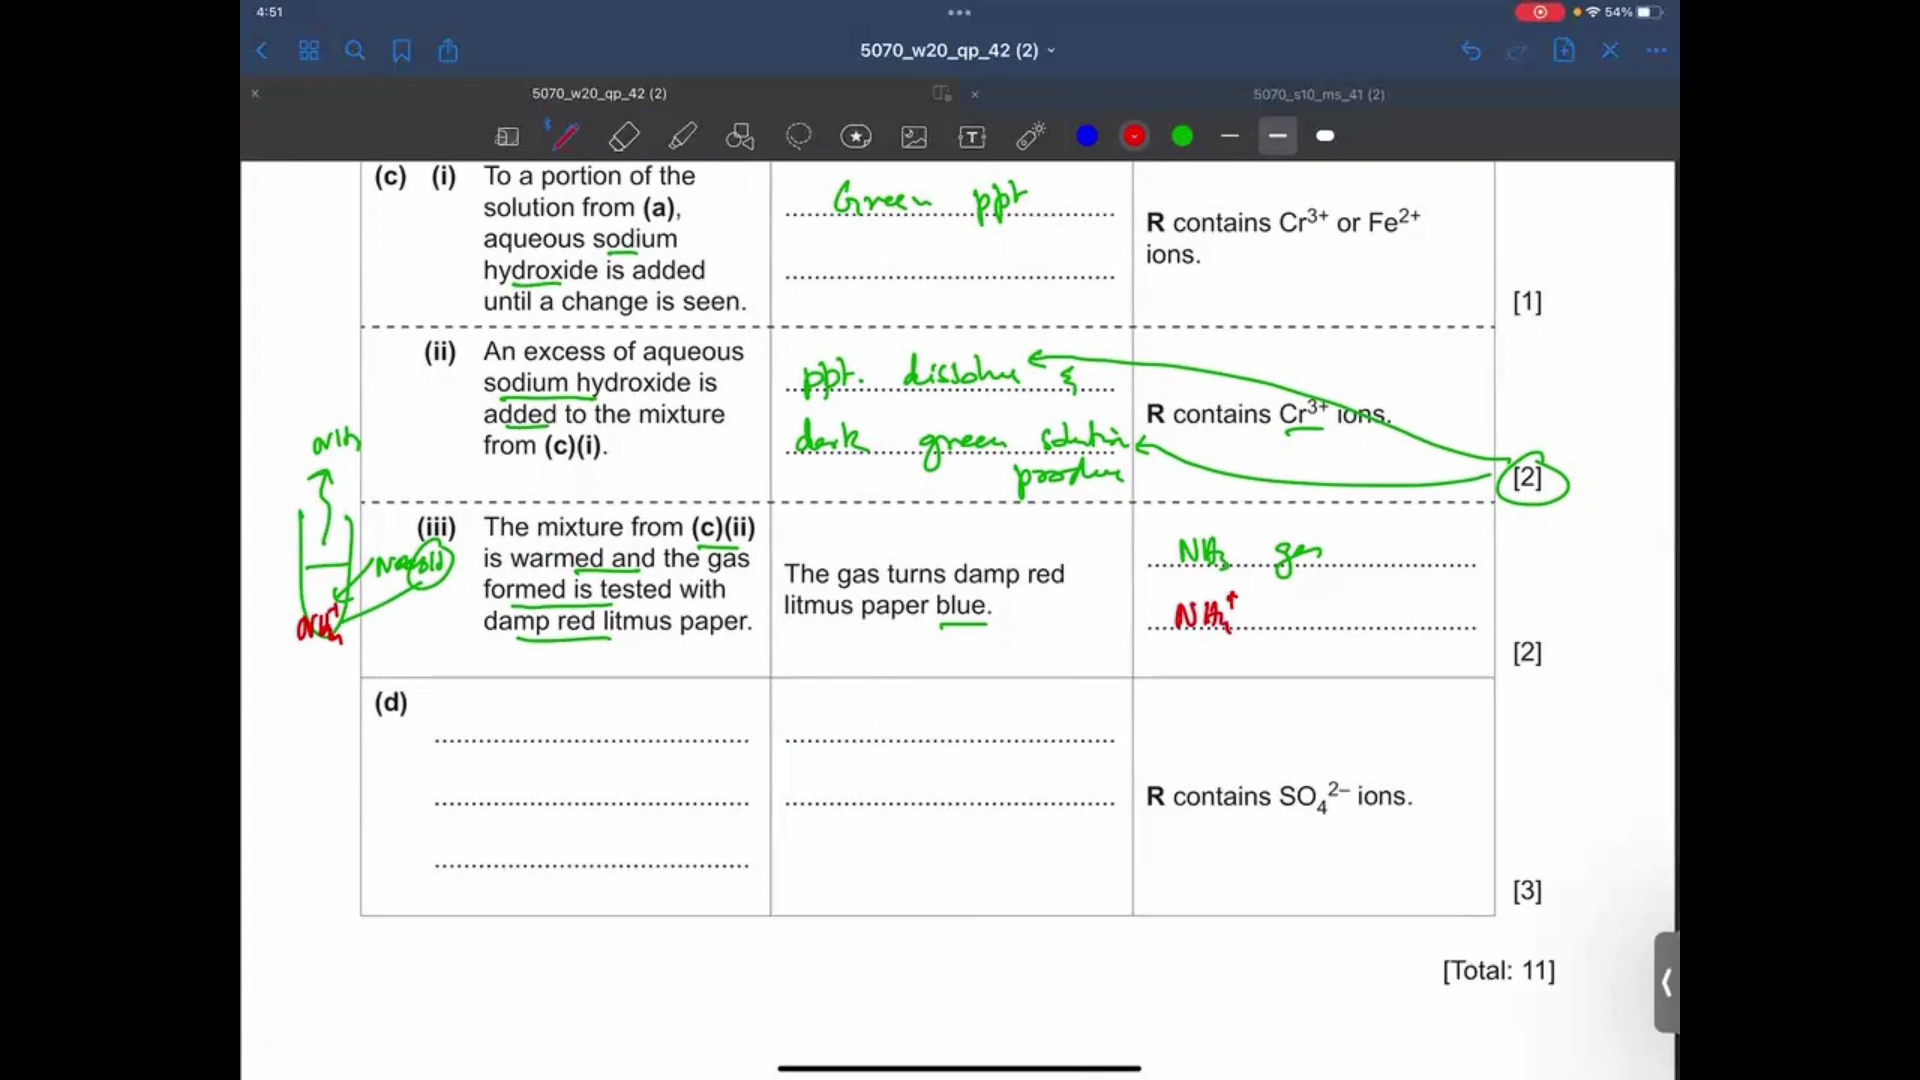 4:51
54%
5070_w20_qp_42 (2)
5070_w20_qp_42 (2)
5070_s10_ms_41 (2)
(c) (i) To a portion of the
solution from (a),
aqueous sodium
hydroxide is added
until a change is seen.
Green ppt
R contains Cr3+ or Fe2+
ions.
[1]
(ii) An excess of aqueous
sodium hydroxide is
added to the mixture
from (c)(i).
ppt. dissolve &
dark green solution
produce
R contains Cr3+ ions.
[2]
(iii) The mixture from (c)(ii)
is warmed and the gas
formed is tested with
damp red litmus paper.
The gas turns damp red
litmus paper blue.
NH3 gas
NH4+
[2]
(d)
R contains SO4 2– ions.
[3]
[Total: 11]